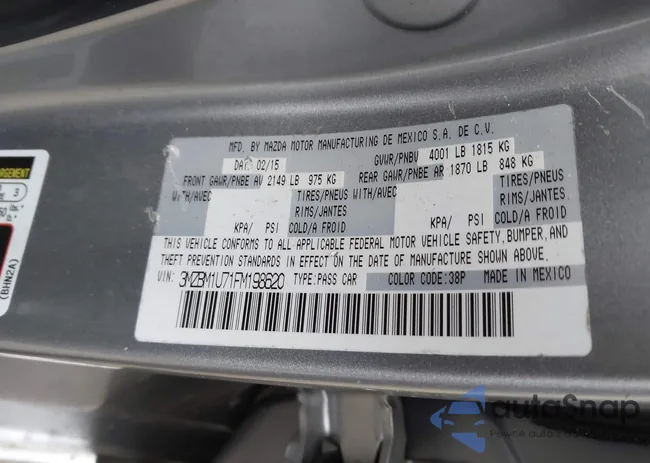 MFD. BY MAZDA MOTOR MANUFACTURING DE MEXICO S.A. DE C.V.
DATE: 02/15 GVWR/PNBV 4001 LB 1815 KG
FRONT GAWR/PNBE AV 2149 LB 975 KG REAR GAWR/PNBE AR 1870 LB 848 KG
WITH/AVEC TIRES/PNEUS WITH/AVEC TIRES/PNEUS
RIMS/JANTES RIMS/JANTES
KPA/ PSI COLD/A FROID KPA/ PSI COLD/A FROID
THIS VEHICLE CONFORMS TO ALL APPLICABLE FEDERAL MOTOR VEHICLE SAFETY, BUMPER, AND
THEFT PREVENTION STANDARDS IN EFFECT ON THE DATE OF MANUFACTURE SHOWN ABOVE.
VIN: 3MZBM1U71FM198620 TYPE: PASS CAR COLOR CODE: 38P MADE IN MEXICO
3
(BHN2A)
autoSnap